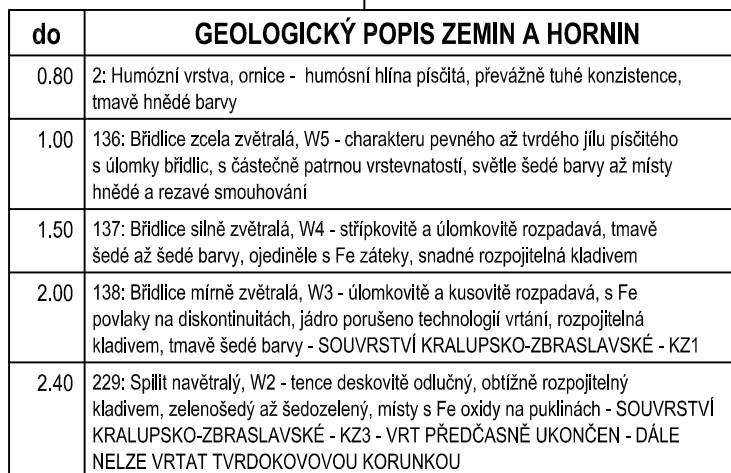 do GEOLOGICKÝ POPIS ZEMIN A HORNIN
0.80 2: Humózní vrstva, ornice - humósní hlína písčitá, převážně tuhé konzistence,
tmavě hnědé barvy
1.00 136: Břidlice zcela zvětralá, W5 - charakteru pevného až tvrdého jílu písčitého
s úlomky břidlic, s částečně patrnou vrstevnatostí, světle šedé barvy až místy
hnědé a rezavé smouhování
1.50 137: Břidlice silně zvětralá, W4 - střípkovitě a úlomkovitě rozpadavá, tmavě
šedé až šedé barvy, ojediněle s Fe záteky, snadné rozpojitelná kladivem
2.00 138: Břidlice mírně zvětralá, W3 - úlomkovitě a kusovitě rozpadavá, s Fe
povlaky na diskontinuitách, jádro porušeno technologií vrtání, rozpojitelná
kladivem, tmavě šedé barvy - SOUVRSTVÍ KRALUPSKO-ZBRASLAVSKÉ - KZ1
2.40 229: Spilit navětralý, W2 - tence deskovitě odlučný, obtížně rozpojitelný
kladivem, zelenošedý až šedozelený, místy s Fe oxidy na puklinách - SOUVRSTVÍ
KRALUPSKO-ZBRASLAVSKÉ - KZ3 - VRT PŘEDČASNĚ UKONČEN - DÁLE
NELZE VRTAT TVRDOKOVOVOU KORUNKOU